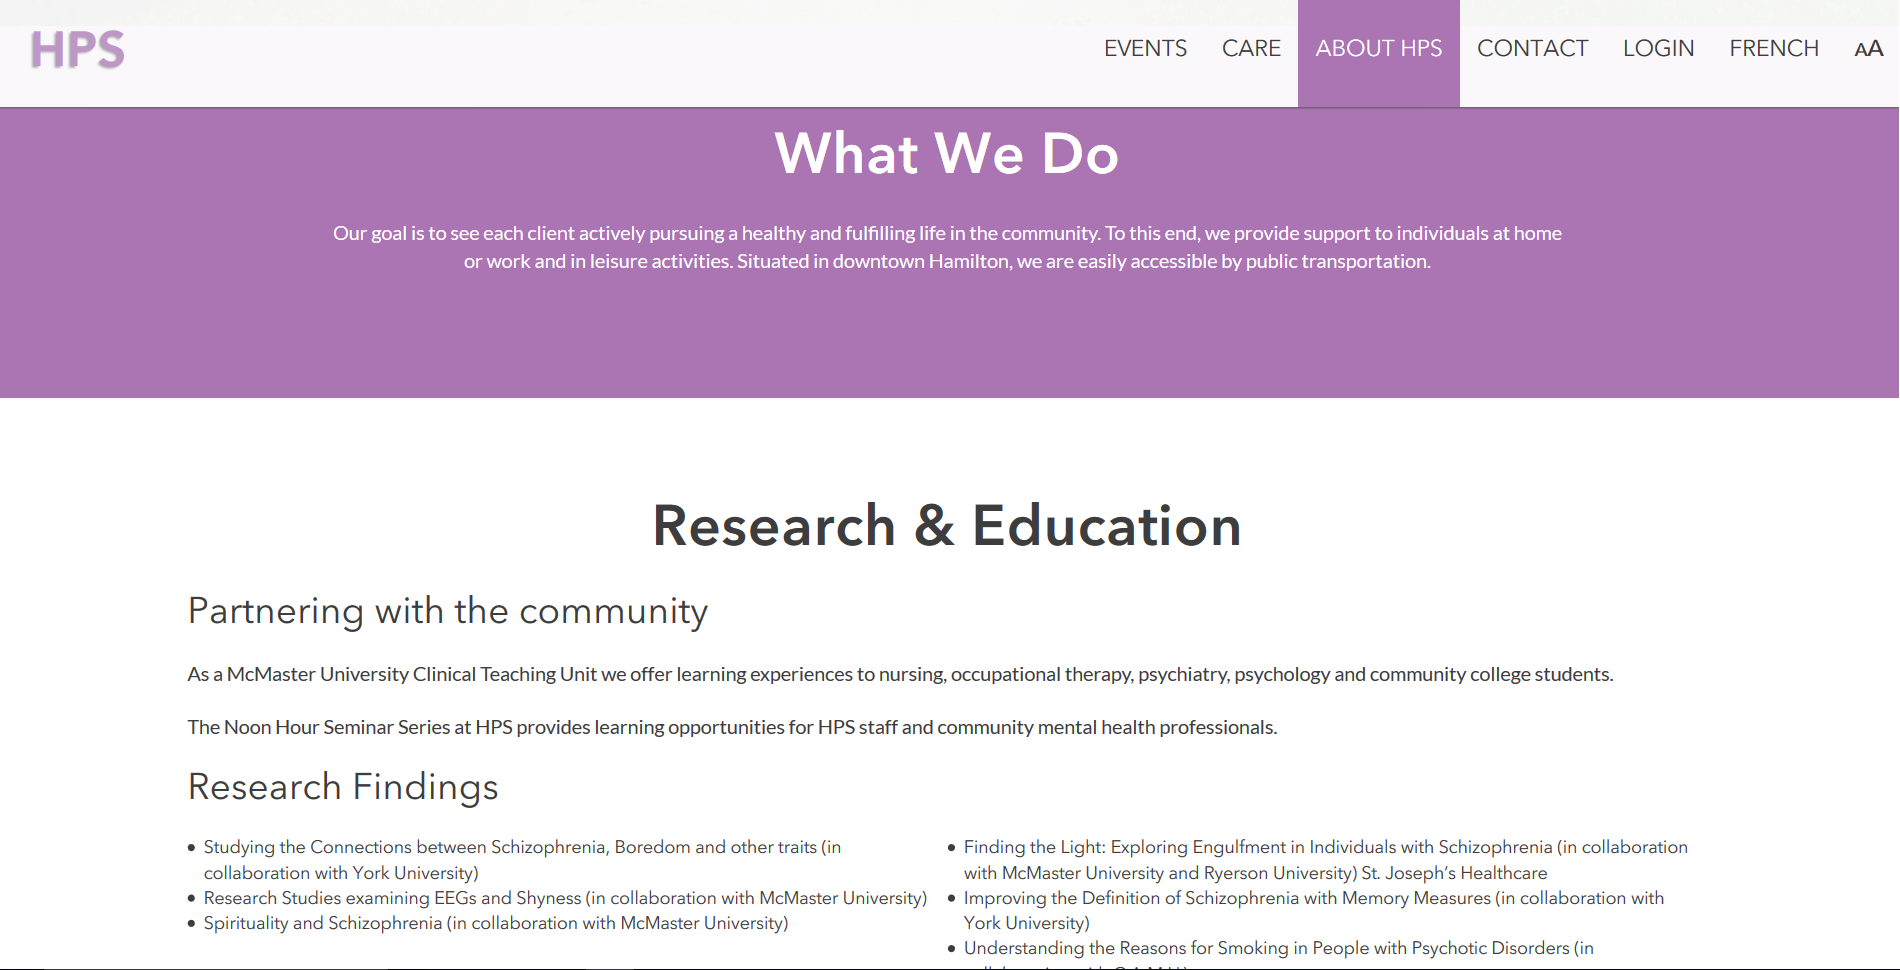 HPS
EVENTS CARE ABOUT HPS CONTACT LOGIN FRENCH AA
What We Do
Our goal is to see each client actively pursuing a healthy and fulfilling life in the community. To this end, we provide support to individuals at home
or work and in leisure activities. Situated in downtown Hamilton, we are easily accessible by public transportation.
Research & Education
Partnering with the community
As a McMaster University Clinical Teaching Unit we offer learning experiences to nursing, occupational therapy, psychiatry, psychology and community college students.
The Noon Hour Seminar Series at HPS provides learning opportunities for HPS staff and community mental health professionals.
Research Findings
• Studying the Connections between Schizophrenia, Boredom and other traits (in
collaboration with York University)
• Research Studies examining EEGs and Shyness (in collaboration with McMaster University)
• Spirituality and Schizophrenia (in collaboration with McMaster University)
• Finding the Light: Exploring Engulfment in Individuals with Schizophrenia (in collaboration
with McMaster University and Ryerson University) St. Joseph’s Healthcare
• Improving the Definition of Schizophrenia with Memory Measures (in collaboration with
York University)
• Understanding the Reasons for Smoking in People with Psychotic Disorders (in